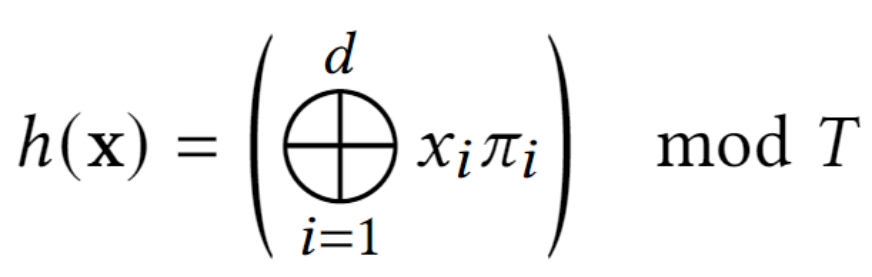 h(x) = ( ⨁_{i=1}^{d} x_i π_i ) mod T